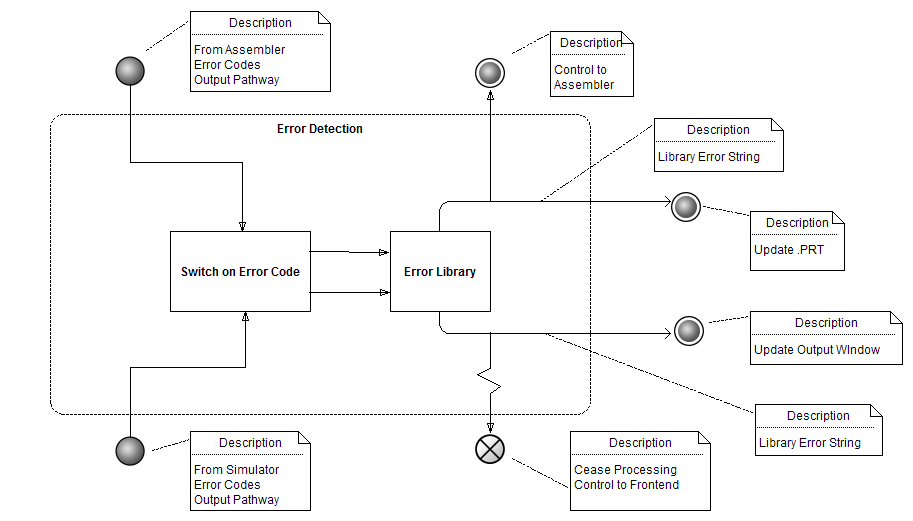 Description
From Assembler
Error Codes
Output Pathway
Description
Control to
Assembler
Error Detection
Description
Library Error String
Description
Update .PRT
Switch on Error Code
Error Library
Description
Update Output WIndow
Description
Library Error String
Description
From Simulator
Error Codes
Output Pathway
Description
Cease Processing
Control to Frontend